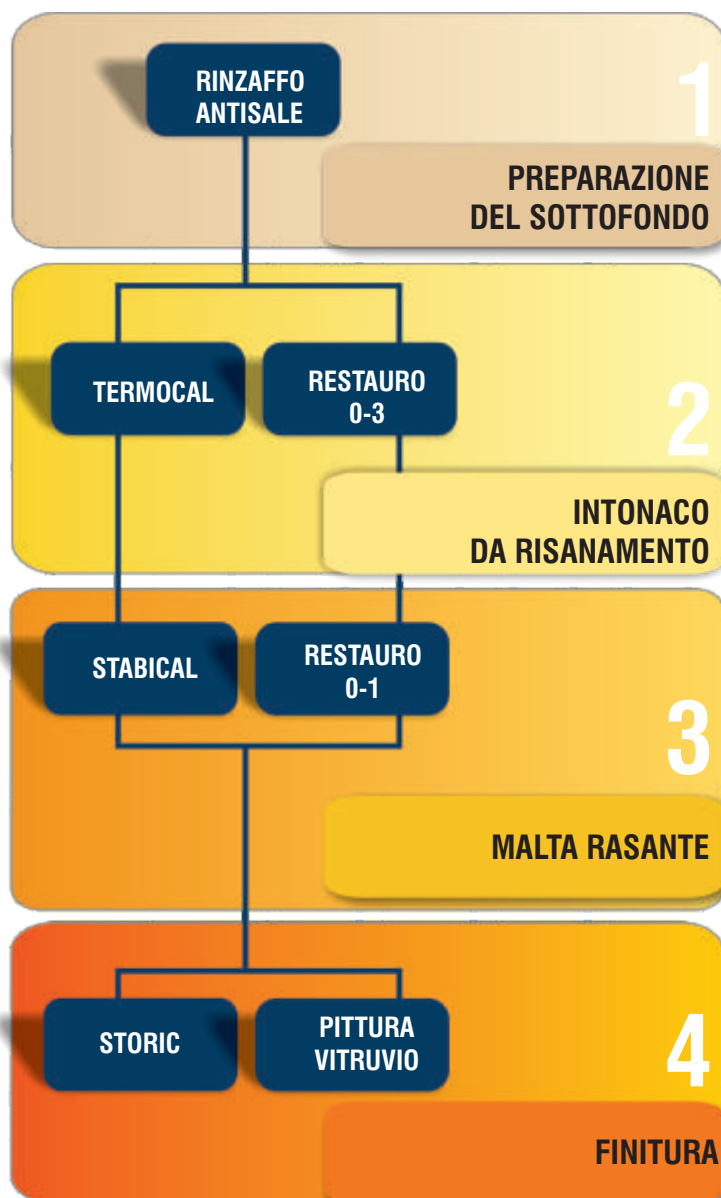 RINZAFFO
ANTISALE
1
PREPARAZIONE
DEL SOTTOFONDO
TERMOCAL
RESTAURO
0-3
2
INTONACO
DA RISANAMENTO
STABICAL
RESTAURO
0-1
3
MALTA RASANTE
STORIC
PITTURA
VITRUVIO
4
FINITURA